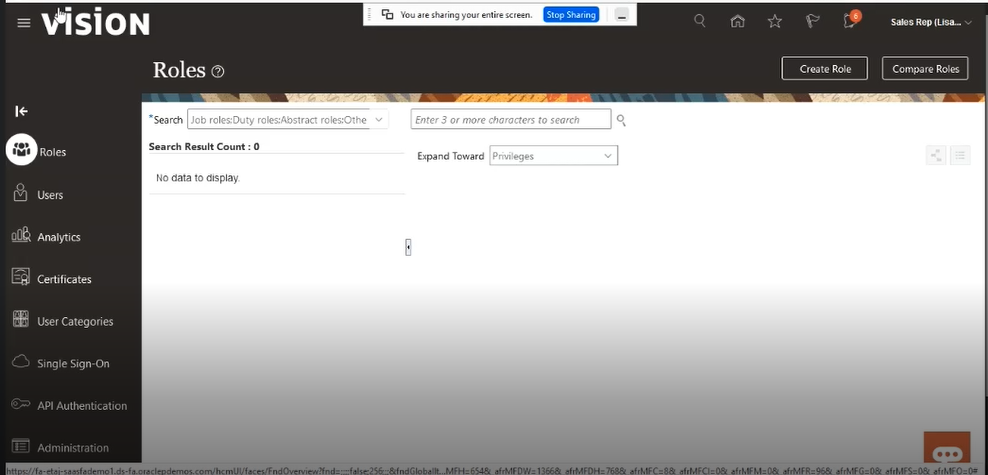 You are sharing your entire screen. Stop Sharing
VISION
6
Sales Rep (Lisa...
Roles
Create Role
Compare Roles
*Search Job roles;Duty roles;Abstract roles;Othe
Enter 3 or more characters to search
Search Result Count : 0
Expand Toward Privileges
No data to display.
Roles
Users
Analytics
Certificates
User Categories
Single Sign-On
API Authentication
Administration